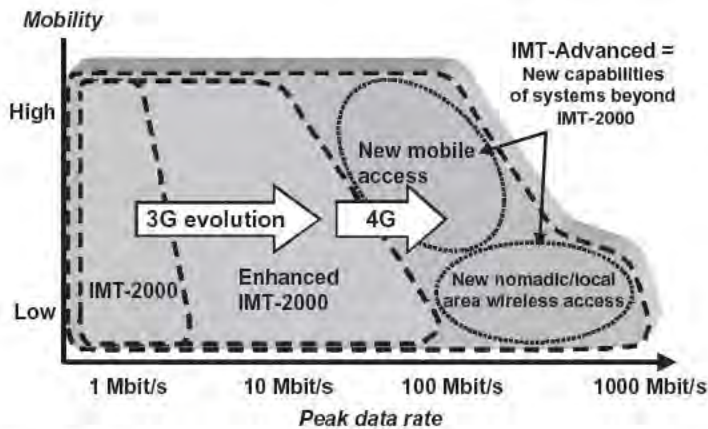 Mobility
IMT-Advanced =
New capabilities
of systems beyond
IMT-2000
High
New mobile
access
3G evolution
4G
IMT-2000
Enhanced
IMT-2000
New nomadic/local
area wireless access
Low
1 Mbit/s
10 Mbit/s
100 Mbit/s
1000 Mbit/s
Peak data rate